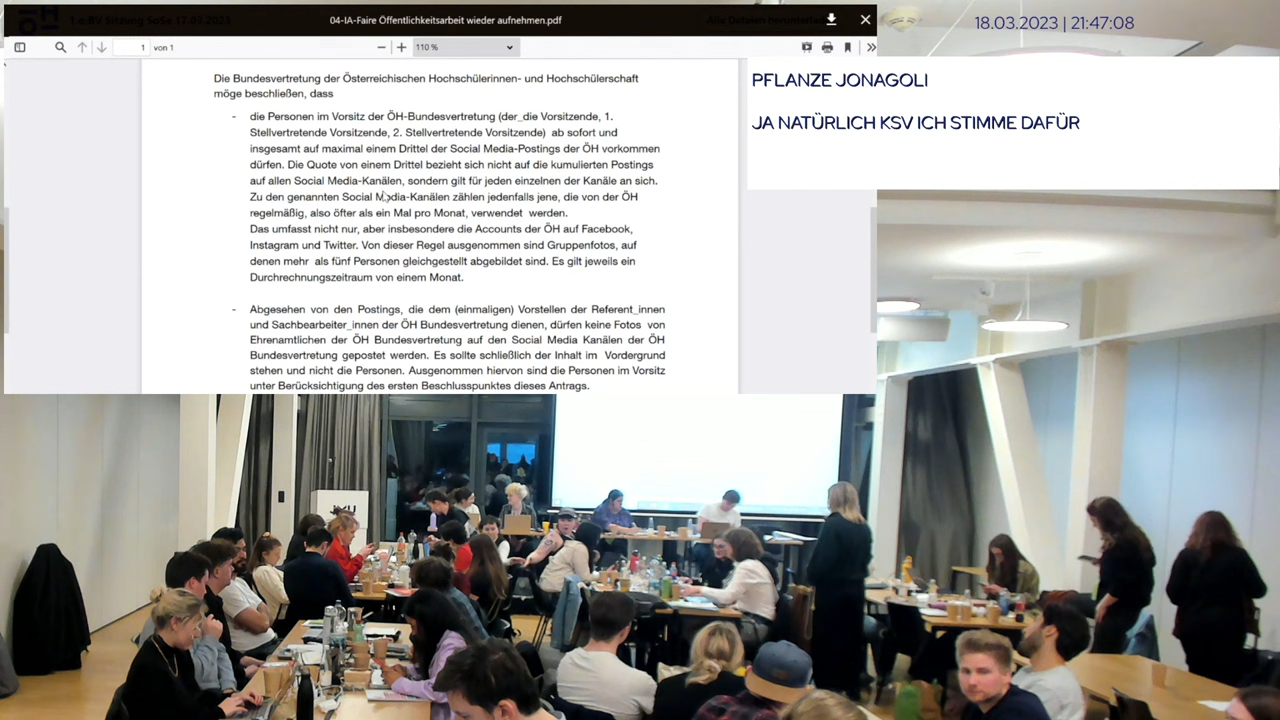 1.o.BV Sitzung SoSe 17.03.2023
04-IA-Faire Öffentlichkeitsarbeit wieder aufnehmen.pdf
Alle Dateien herunterladen
18.03.2023 | 21:47:08
1 von 1
110 %
Die Bundesvertretung der Österreichischen Hochschülerinnen- und Hochschülerschaft
möge beschließen, dass
- die Personen im Vorsitz der ÖH-Bundesvertretung (der_die Vorsitzende, 1.
Stellvertretende Vorsitzende, 2. Stellvertretende Vorsitzende) ab sofort und
insgesamt auf maximal einem Drittel der Social Media-Postings der ÖH vorkommen
dürfen. Die Quote von einem Drittel bezieht sich nicht auf die kumulierten Postings
auf allen Social Media-Kanälen, sondern gilt für jeden einzelnen der Kanäle an sich.
Zu den genannten Social Media-Kanälen zählen jedenfalls jene, die von der ÖH
regelmäßig, also öfter als ein Mal pro Monat, verwendet werden.
Das umfasst nicht nur, aber insbesondere die Accounts der ÖH auf Facebook,
Instagram und Twitter. Von dieser Regel ausgenommen sind Gruppenfotos, auf
denen mehr als fünf Personen gleichgestellt abgebildet sind. Es gilt jeweils ein
Durchrechnungszeitraum von einem Monat.
- Abgesehen von den Postings, die dem (einmaligen) Vorstellen der Referent_innen
und Sachbearbeiter_innen der ÖH Bundesvertretung dienen, dürfen keine Fotos von
Ehrenamtlichen der ÖH Bundesvertretung auf den Social Media Kanälen der ÖH
Bundesvertretung gepostet werden. Es sollte schließlich der Inhalt im Vordergrund
stehen und nicht die Personen. Ausgenommen hiervon sind die Personen im Vorsitz
unter Berücksichtigung des ersten Beschlusspunktes dieses Antrags.
PFLANZE JONAGOLI
JA NATÜRLICH KSV ICH STIMME DAFÜR